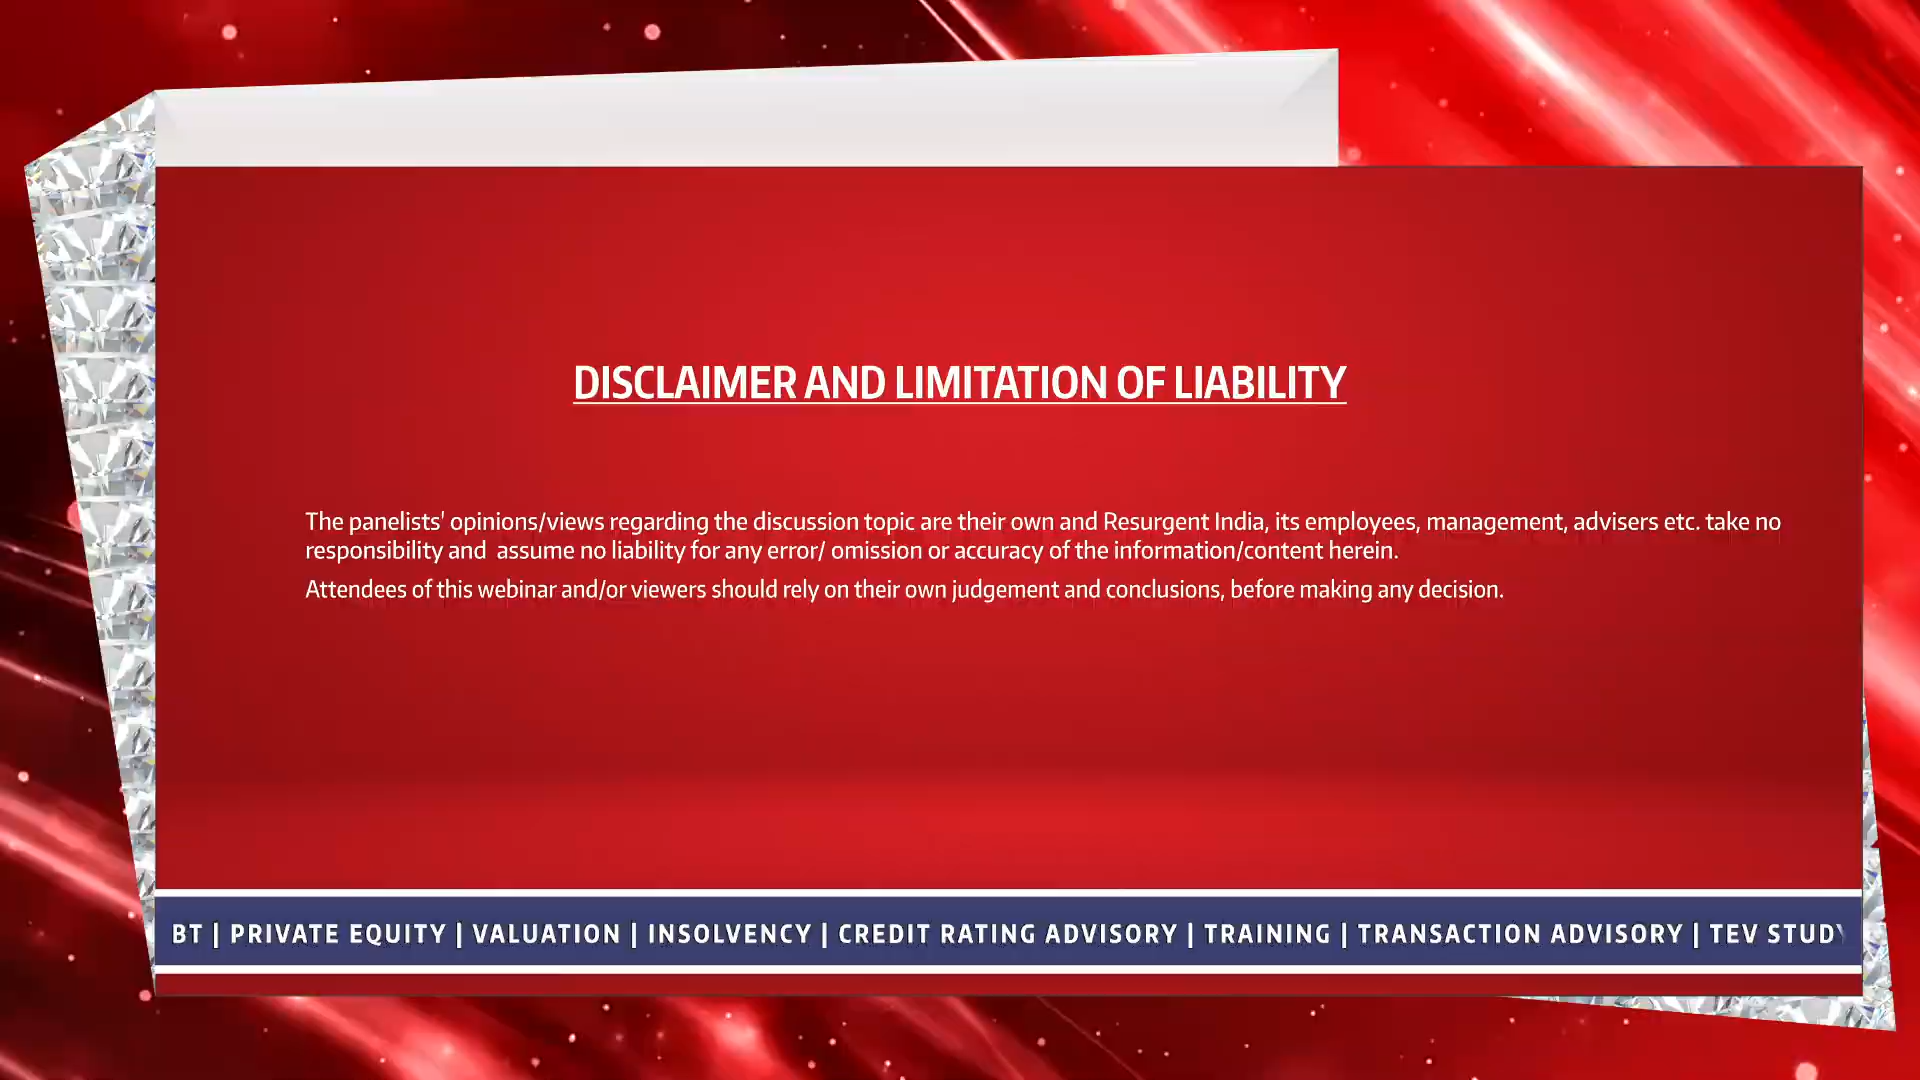 DISCLAIMER AND LIMITATION OF LIABILITY
The panelists' opinions/views regarding the discussion topic are their own and Resurgent India, its employees, management, advisers etc. take no
responsibility and  assume no liability for any error/ omission or accuracy of the information/content herein.
Attendees of this webinar and/or viewers should rely on their own judgement and conclusions, before making any decision.
BT | PRIVATE EQUITY | VALUATION | INSOLVENCY | CREDIT RATING ADVISORY | TRAINING | TRANSACTION ADVISORY | TEV STUDY